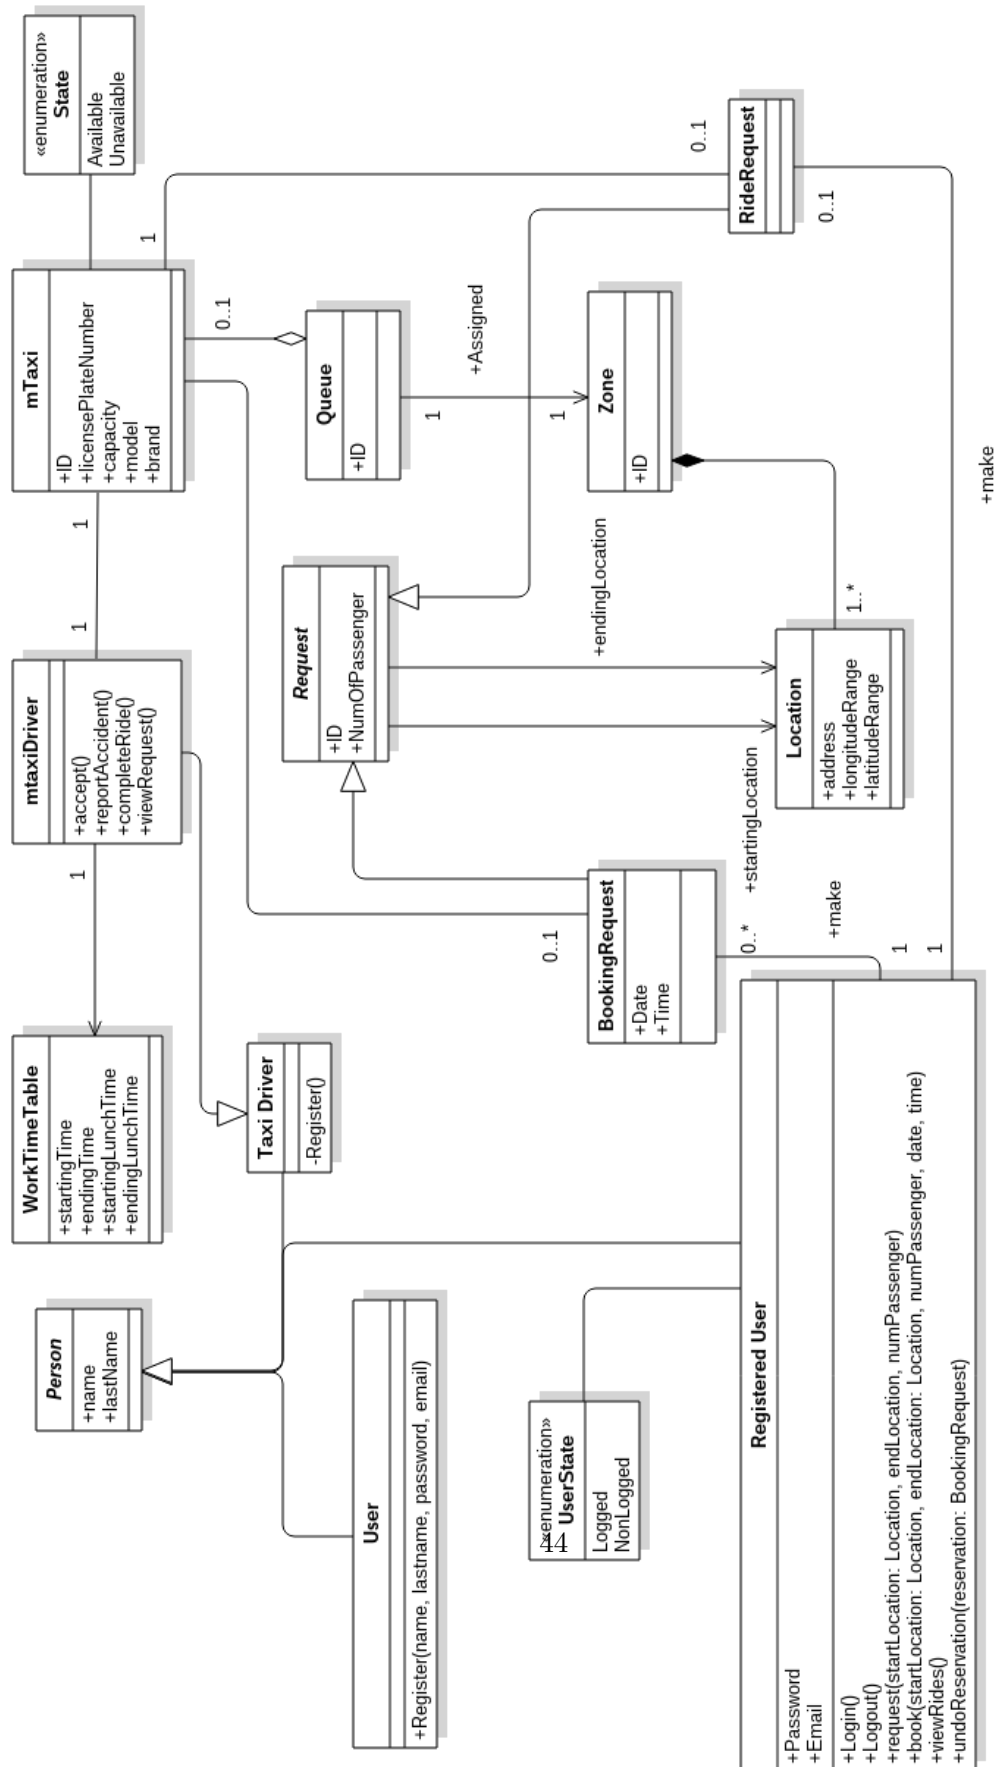 Person
+name
+lastName
WorkTimeTable
+startingTime
+endingTime
+startingLunchTime
+endingLunchTime
1
mtaxiDriver
+accept()
+reportAccident()
+completeRide()
+viewRequest()
1
1
mTaxi
+ID
+licensePlateNumber
+capacity
+model
+brand
«enumeration»
State
Available
Unavailable
1
0..1
Taxi Driver
-Register()
User
+Register(name, lastname, password, email)
Request
+ID
+NumOfPassenger
Queue
+ID
1
+Assigned
1
«enumeration»
UserState
Logged
NonLogged
44
0..1
BookingRequest
+Date
+Time
+endingLocation
Zone
+ID
0..1
RideRequest
0..1
+startingLocation
Location
+address
+longitudeRange
+latitudeRange
1..*
0..*
+make
1
1
+make
Registered User
+Password
+Email
+Login()
+Logout()
+request(startLocation: Location, endLocation, numPassenger)
+book(startLocation: Location, endLocation: Location, numPassenger, date, time)
+viewRides()
+undoReservation(reservation: BookingRequest)